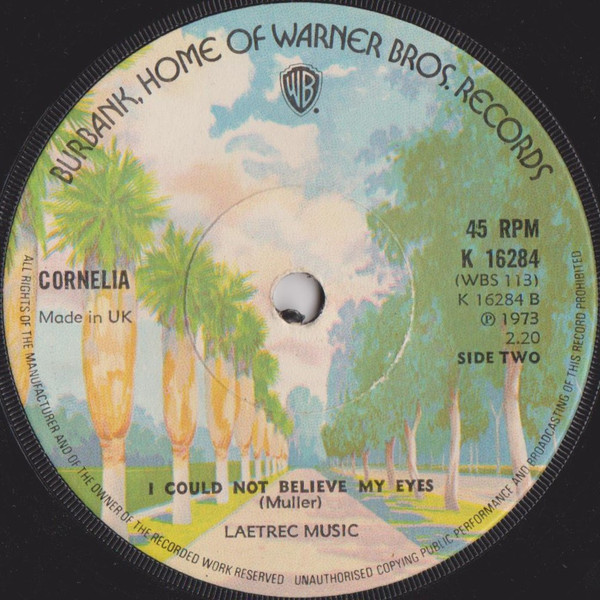 BURBANK, HOME OF WARNER BROS. RECORDS
WB
CORNELIA
Made in UK
45 RPM
K 16284
(WBS 113)
K 16284 B
Ⓟ 1973
2.20
SIDE TWO
I COULD NOT BELIEVE MY EYES
(Muller)
LAETREC MUSIC
ALL RIGHTS OF THE MANUFACTURER AND OF THE OWNER OF THE RECORDED WORK RESERVED UNAUTHORISED COPYING PUBLIC PERFORMANCE AND BROADCASTING OF THIS RECORD PROHIBITED